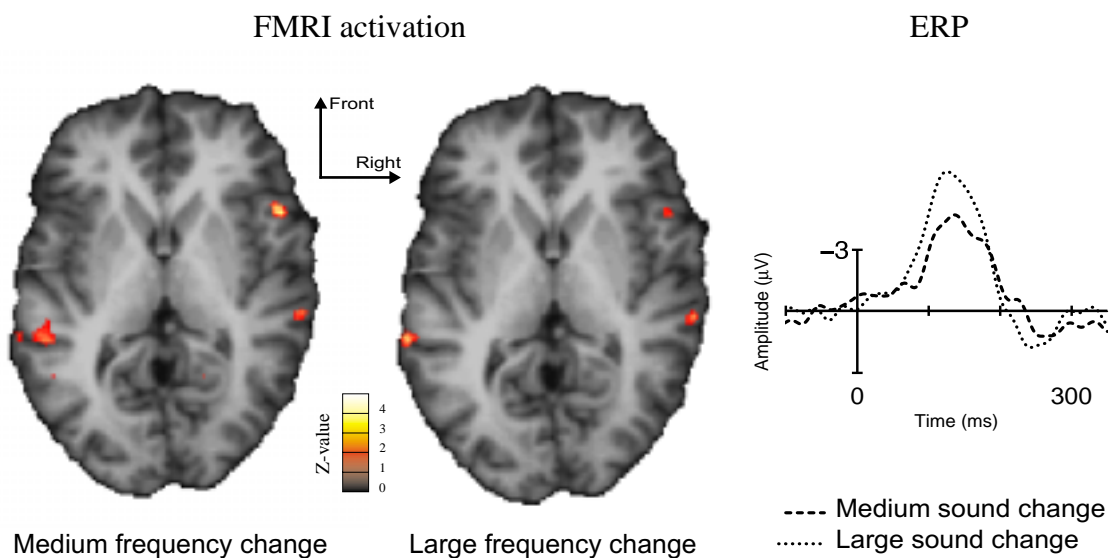 FMRI activation
ERP
Front
Right
Z-value
4
3
2
1
0
Medium frequency change
Large frequency change
−3
Amplitude (μV)
0
300
Time (ms)
Medium sound change
Large sound change